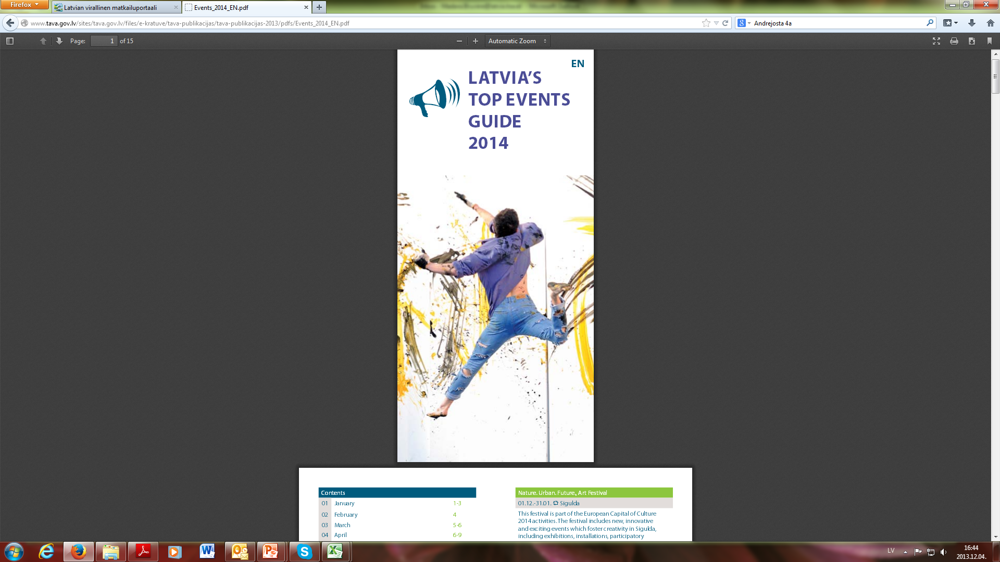 Firefox
Latvian virallinen matkailuportaali
Events_2014_EN.pdf
www.tava.gov.lv/sites/tava.gov.lv/files/e-kratuve/tava-publikacijas/tava-publikacijas-2013/pdfs/Events_2014_EN.pdf
8
Andrejosta 4a
Page: 1 of 15
Automatic Zoom
EN
LATVIA'S
TOP EVENTS
GUIDE
2014
Contents
01 January 1-3
02 February 4
03 March 5-6
04 April 6-9
Nature. Urban. Future., Art Festival
01.12.-31.01. Sigulda
This festival is part of the European Capital of Culture
2014 activities. The festival includes new, innovative
and exciting events which foster creativity in Sigulda,
including exhibitions, installations, participatory
LV
16:44
2013.12.04.